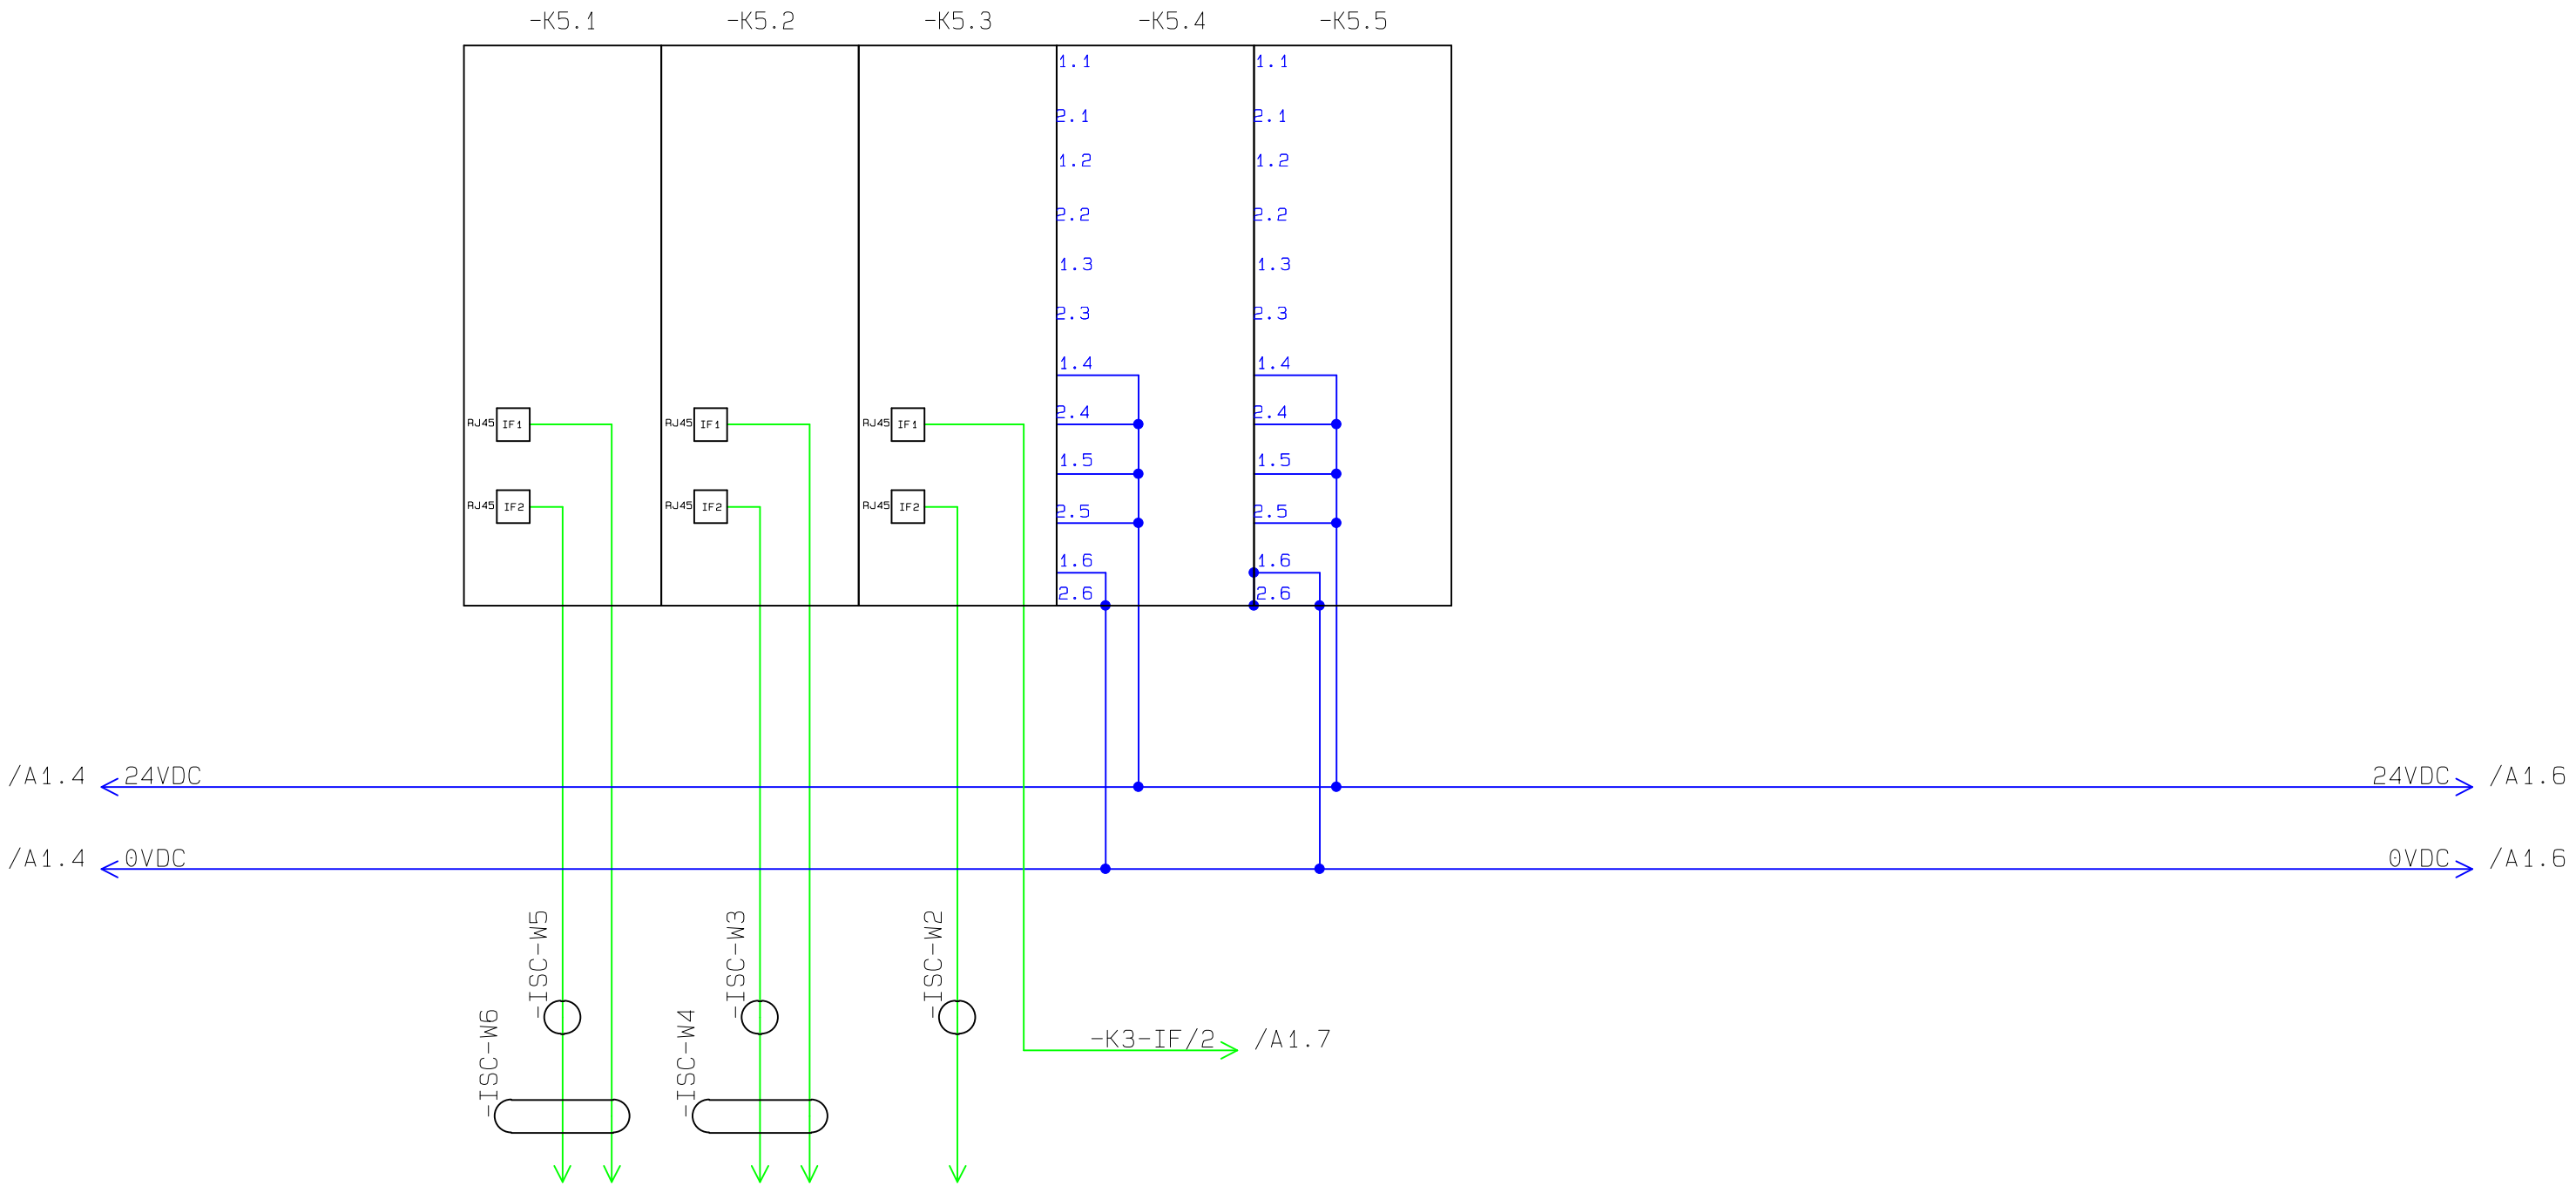 -K5.1 -K5.2 -K5.3 -K5.4 -K5.5
1.1 1.1
2.1 2.1
1.2 1.2
2.2 2.2
1.3 1.3
2.3 2.3
1.4 1.4
2.4 2.4
RJ45 IF1 RJ45 IF1 RJ45 IF1
1.5 1.5
RJ45 IF2 RJ45 IF2 RJ45 IF2
2.5 2.5
1.6 1.6
2.6 2.6
/A1.4 24VDC 24VDC /A1.6
/A1.4 0VDC 0VDC /A1.6
-ISC-W5 -ISC-W3 -ISC-W2
-ISC-W6 -ISC-W4
-K3-IF/2 /A1.7